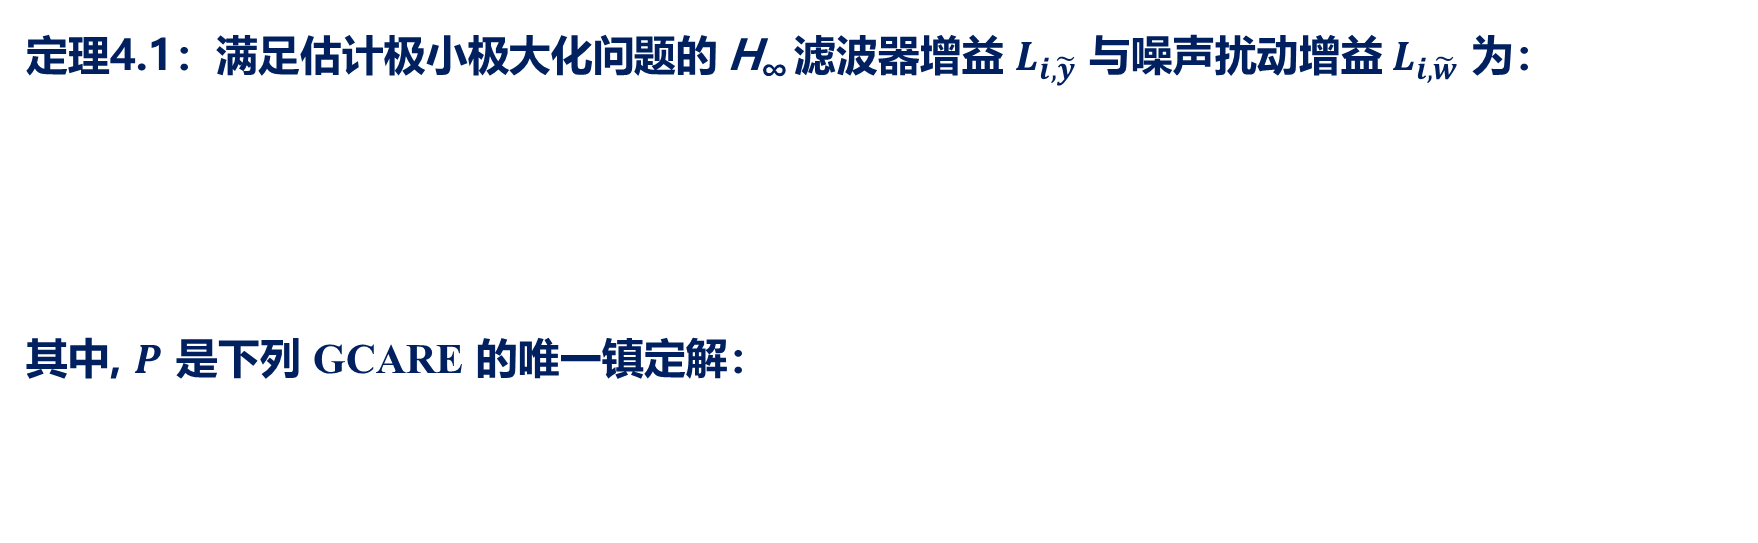 定理4.1：满足估计极小极大化问题的 H∞ 滤波器增益 L_{i,ỹ} 与噪声扰动增益 L_{i,w̃} 为：
其中, P 是下列 GCARE 的唯一镇定解：